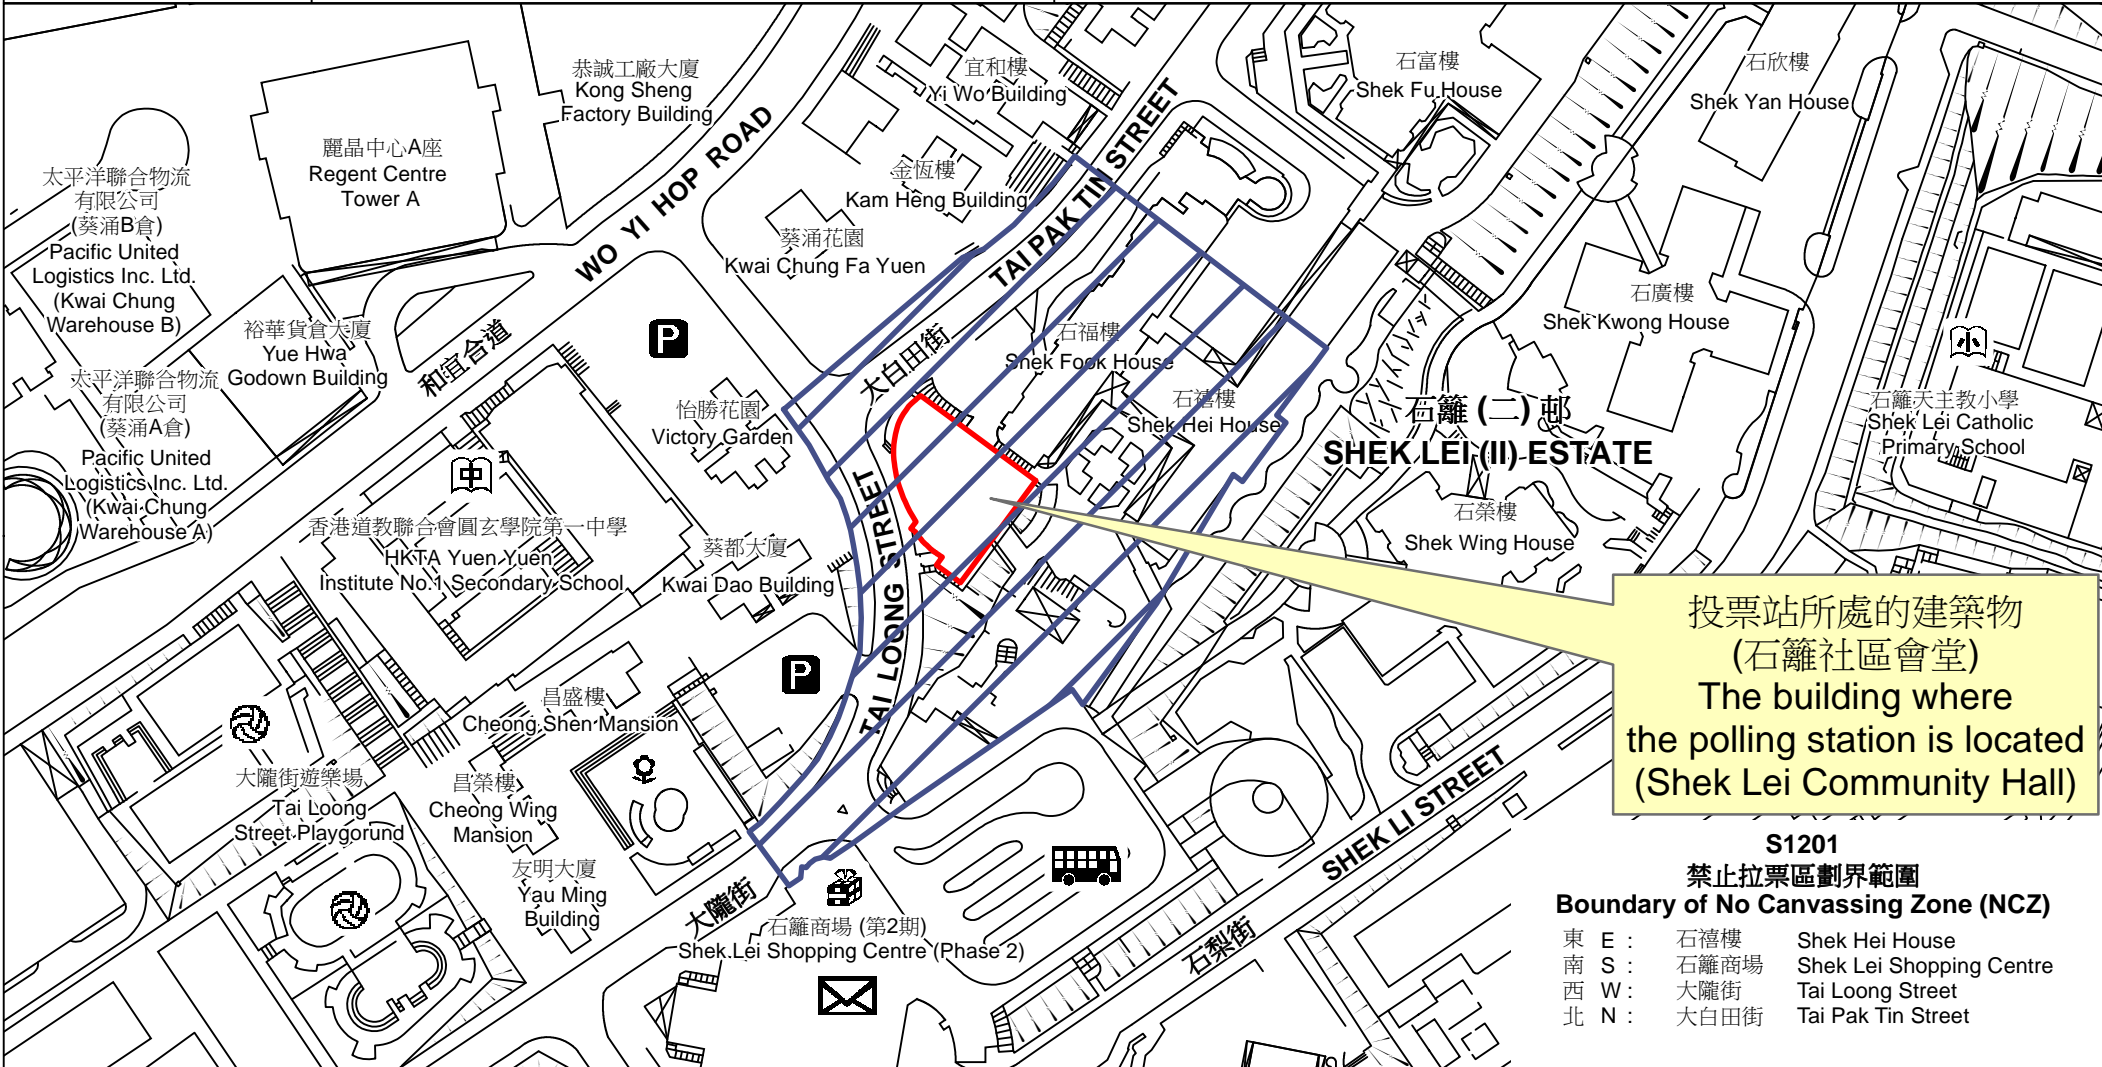 恭誠工廠大廈
Kong Sheng
Factory Building
宜和樓
Yi Wo Building
石富樓
Shek Fu House
石欣樓
Shek Yan House
麗晶中心A座
Regent Centre
Tower A
WO YI HOP ROAD
TAI PAK TIN STREET
太平洋聯合物流
有限公司
(葵涌B倉)
Pacific United
Logistics Inc. Ltd.
(Kwai Chung
Warehouse B)
金恆樓
Kam Heng Building
葵涌花園
Kwai Chung Fa Yuen
裕華貨倉大廈
Yue Hwa
Godown Building
和宜合道
P
大白田街
石福樓
Shek Fook House
石廣樓
Shek Kwong House
小
太平洋聯合物流
有限公司
(葵涌A倉)
Pacific United
Logistics Inc. Ltd.
(Kwai Chung
Warehouse A)
怡勝花園
Victory Garden
石禧樓
Shek Hei House
石籬 (二) 邨
SHEK LEI (II) ESTATE
石籬天主教小學
Shek Lei Catholic
Primary School
中
香港道教聯合會圓玄學院第一中學
HKTA Yuen Yuen
Institute No.1 Secondary School
葵都大廈
Kwai Dao Building
TAI LOONG STREET
石榮樓
Shek Wing House
投票站所處的建築物
(石籬社區會堂)
The building where
the polling station is located
(Shek Lei Community Hall)
P
昌盛樓
Cheong Shen Mansion
大隴街遊樂場
Tai Loong
Street Playgorund
昌榮樓
Cheong Wing
Mansion
友明大廈
Yau Ming
Building
大隴街
石籬商場 (第2期)
Shek Lei Shopping Centre (Phase 2)
SHEK LI STREET
石梨街
S1201
禁止拉票區劃界範圍
Boundary of No Canvassing Zone (NCZ)
東 E : 石禧樓 Shek Hei House
南 S : 石籬商場 Shek Lei Shopping Centre
西 W : 大隴街 Tai Loong Street
北 N : 大白田街 Tai Pak Tin Street